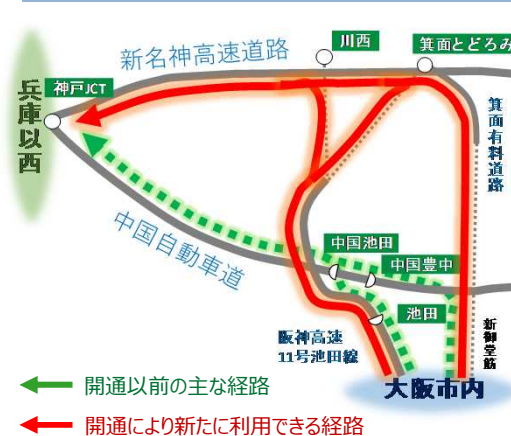 川西
箕面とどろみ
新名神高速道路
神戸JCT
兵庫以西
箕面有料道路
中国自動車道
中国池田
中国豊中
池田
阪神高速
11号池田線
新御堂筋
大阪市内
開通以前の主な経路
開通により新たに利用できる経路